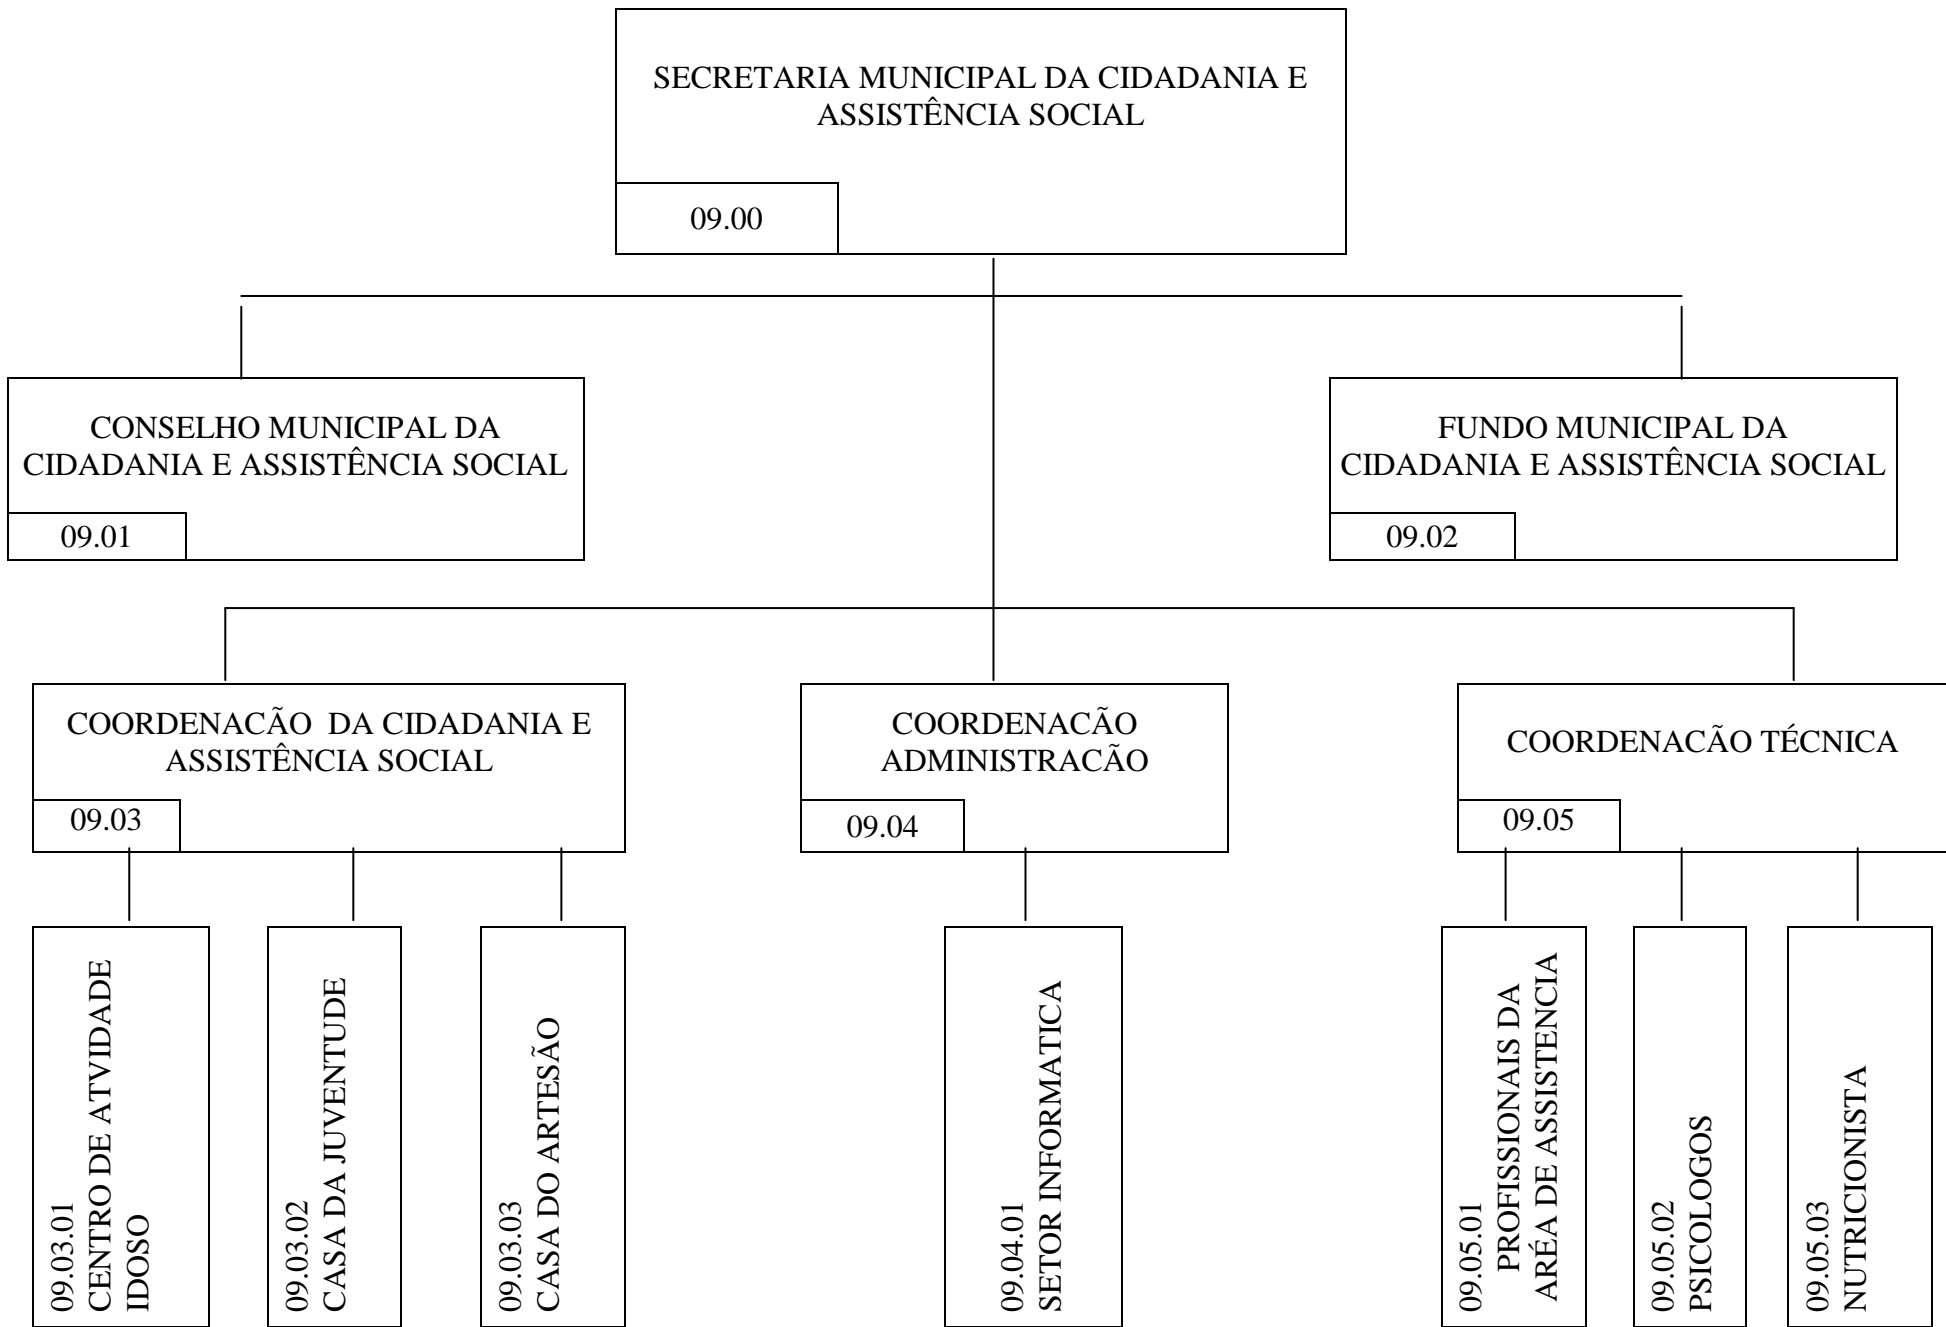 SECRETARIA MUNICIPAL DA CIDADANIA E
ASSISTÊNCIA SOCIAL
09.00
CONSELHO MUNICIPAL DA
CIDADANIA E ASSISTÊNCIA SOCIAL
09.01
FUNDO MUNICIPAL DA
CIDADANIA E ASSISTÊNCIA SOCIAL
09.02
COORDENACÃO DA CIDADANIA E
ASSISTÊNCIA SOCIAL
09.03
COORDENACÃO
ADMINISTRACÃO
09.04
COORDENACÃO TÉCNICA
09.05
09.03.01
CENTRO DE ATVIDADE
IDOSO
09.03.02
CASA DA JUVENTUDE
09.03.03
CASA DO ARTESÃO
09.04.01
SETOR INFORMATICA
09.05.01
PROFISSIONAIS DA
ARÉA DE ASSISTENCIA
09.05.02
PSICOLOGOS
09.05.03
NUTRICIONISTA